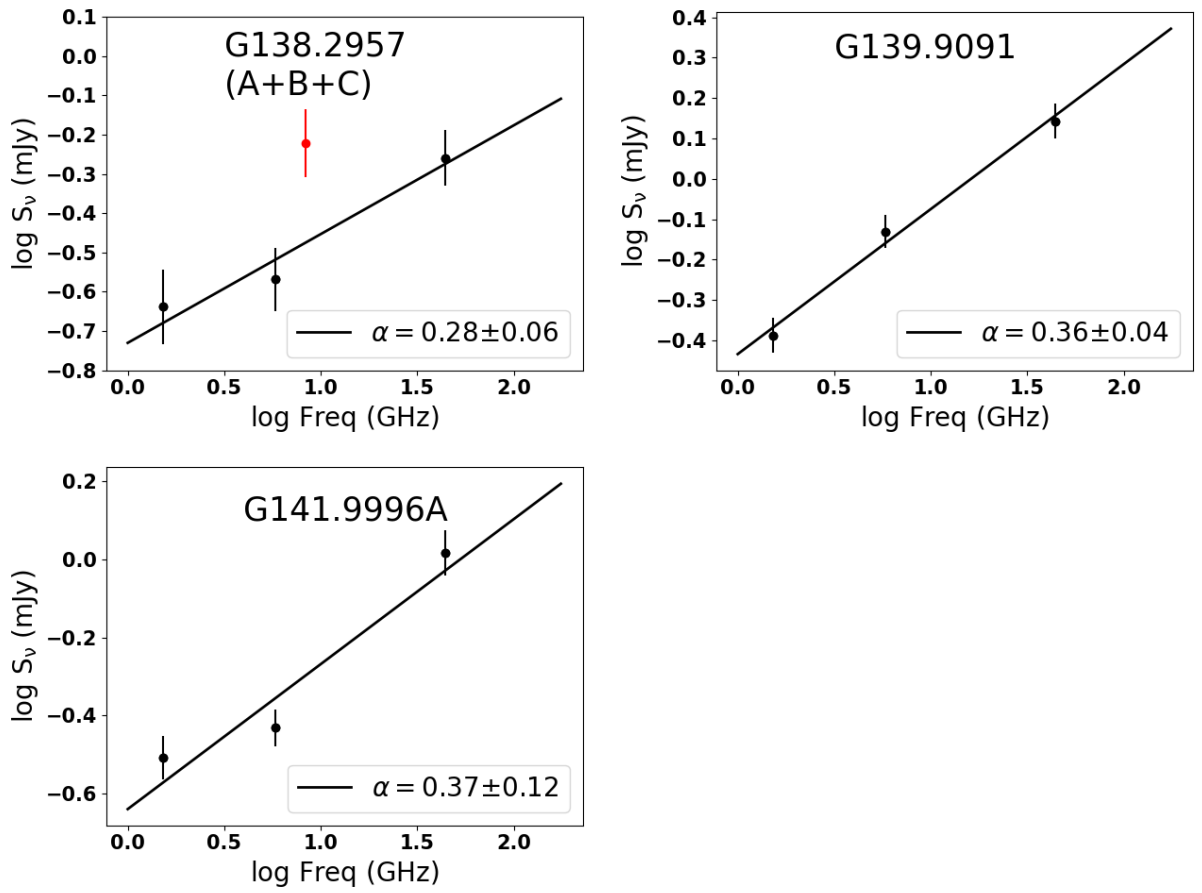 0.1
0.0
−0.1
−0.2
−0.3
−0.4
−0.5
−0.6
−0.7
−0.8
log Sν (mJy)
G138.2957
(A+B+C)
α = 0.28±0.06
0.0 0.5 1.0 1.5 2.0
log Freq (GHz)
0.4
0.3
0.2
0.1
0.0
−0.1
−0.2
−0.3
−0.4
log Sν (mJy)
G139.9091
α = 0.36±0.04
0.0 0.5 1.0 1.5 2.0
log Freq (GHz)
0.2
0.0
−0.2
−0.4
−0.6
log Sν (mJy)
G141.9996A
α = 0.37±0.12
0.0 0.5 1.0 1.5 2.0
log Freq (GHz)